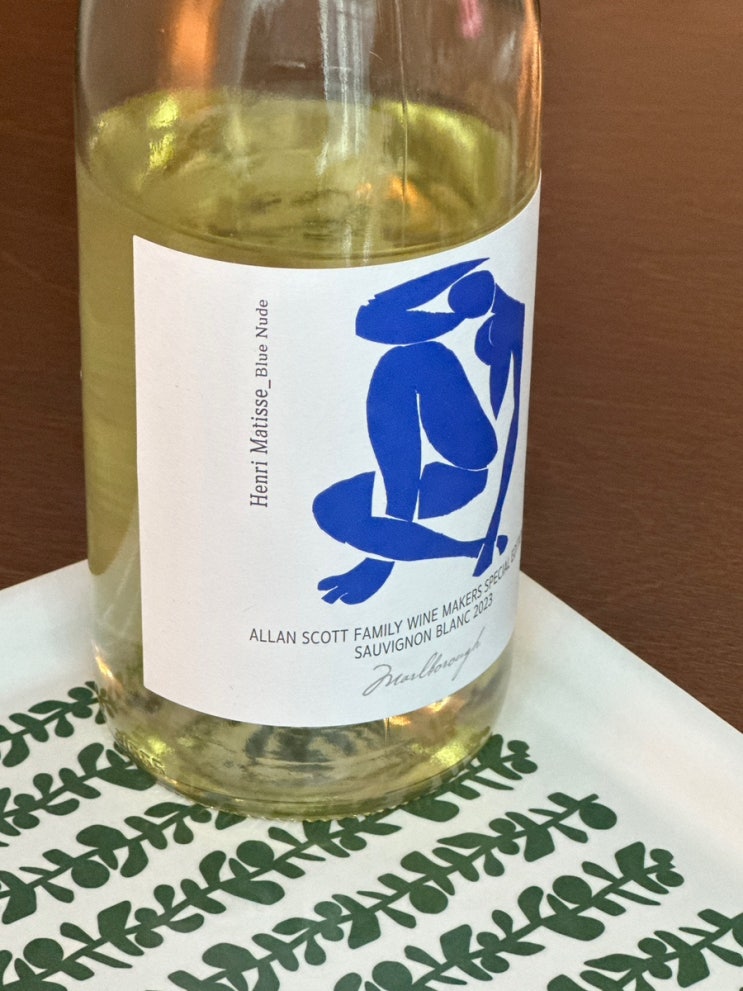 Henri Matisse_Blue Nude
ALLAN SCOTT FAMILY WINE MAKERS SPECIAL
SAUVIGNON BLANC 2023
Marlborough